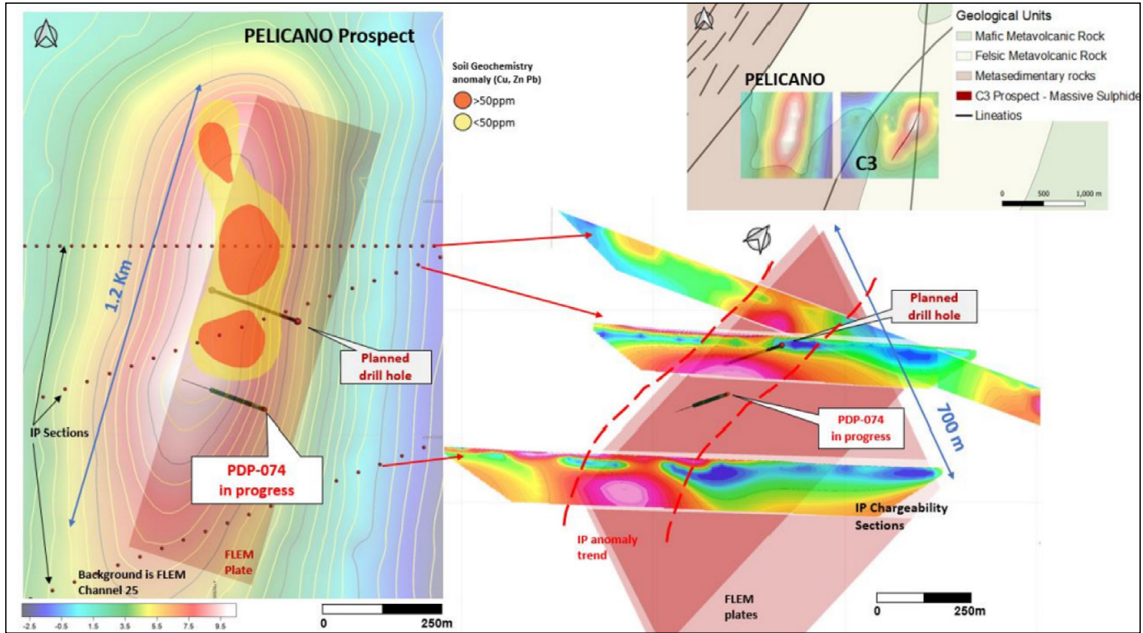 PELICANO Prospect
Soil Geochemistry
anomaly (Cu, Zn Pb)
>50ppm
<50ppm
1.2 Km
Planned
drill hole
IP Sections
PDP-074
in progress
FLEM
Plate
Background is FLEM
Channel 25
-2.5 -0.5 1.5 3.5 5.5 7.5 9.5
250m
PELICANO
C3
Geological Units
Mafic Metavolcanic Rock
Felsic Metavolcanic Rock
Metasedimentary rocks
C3 Prospect - Massive Sulphide
Lineatios
0 500 1,000 m
Planned
drill hole
PDP-074
in progress
700 m
IP Chargeability
Sections
IP anomaly
trend
FLEM
plates
250m